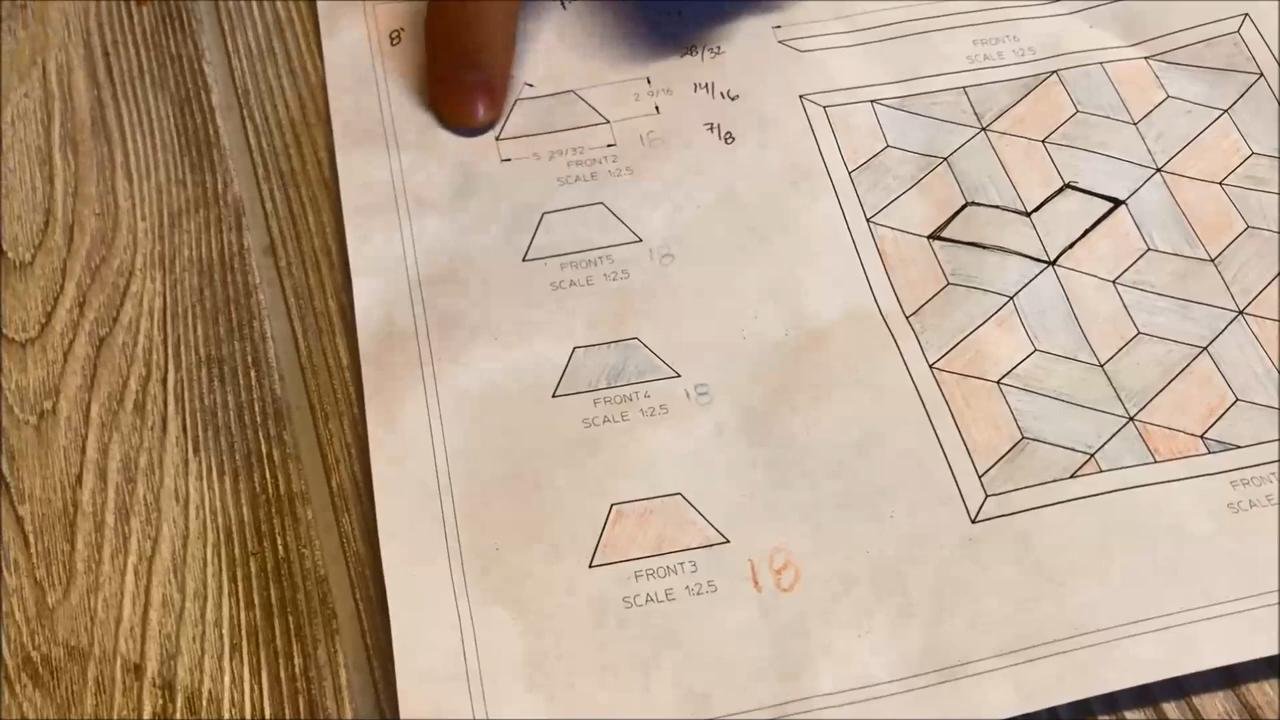 8'
28/32
14/16
7/8
2 9/16
5 29/32
18
FRONT2
SCALE 1:2.5
FRONT5
SCALE 1:2.5
18
FRONT4
SCALE 1:2.5
18
FRONT3
SCALE 1:2.5
18
FRONT6
SCALE 1:2.5
FRONT
SCALE